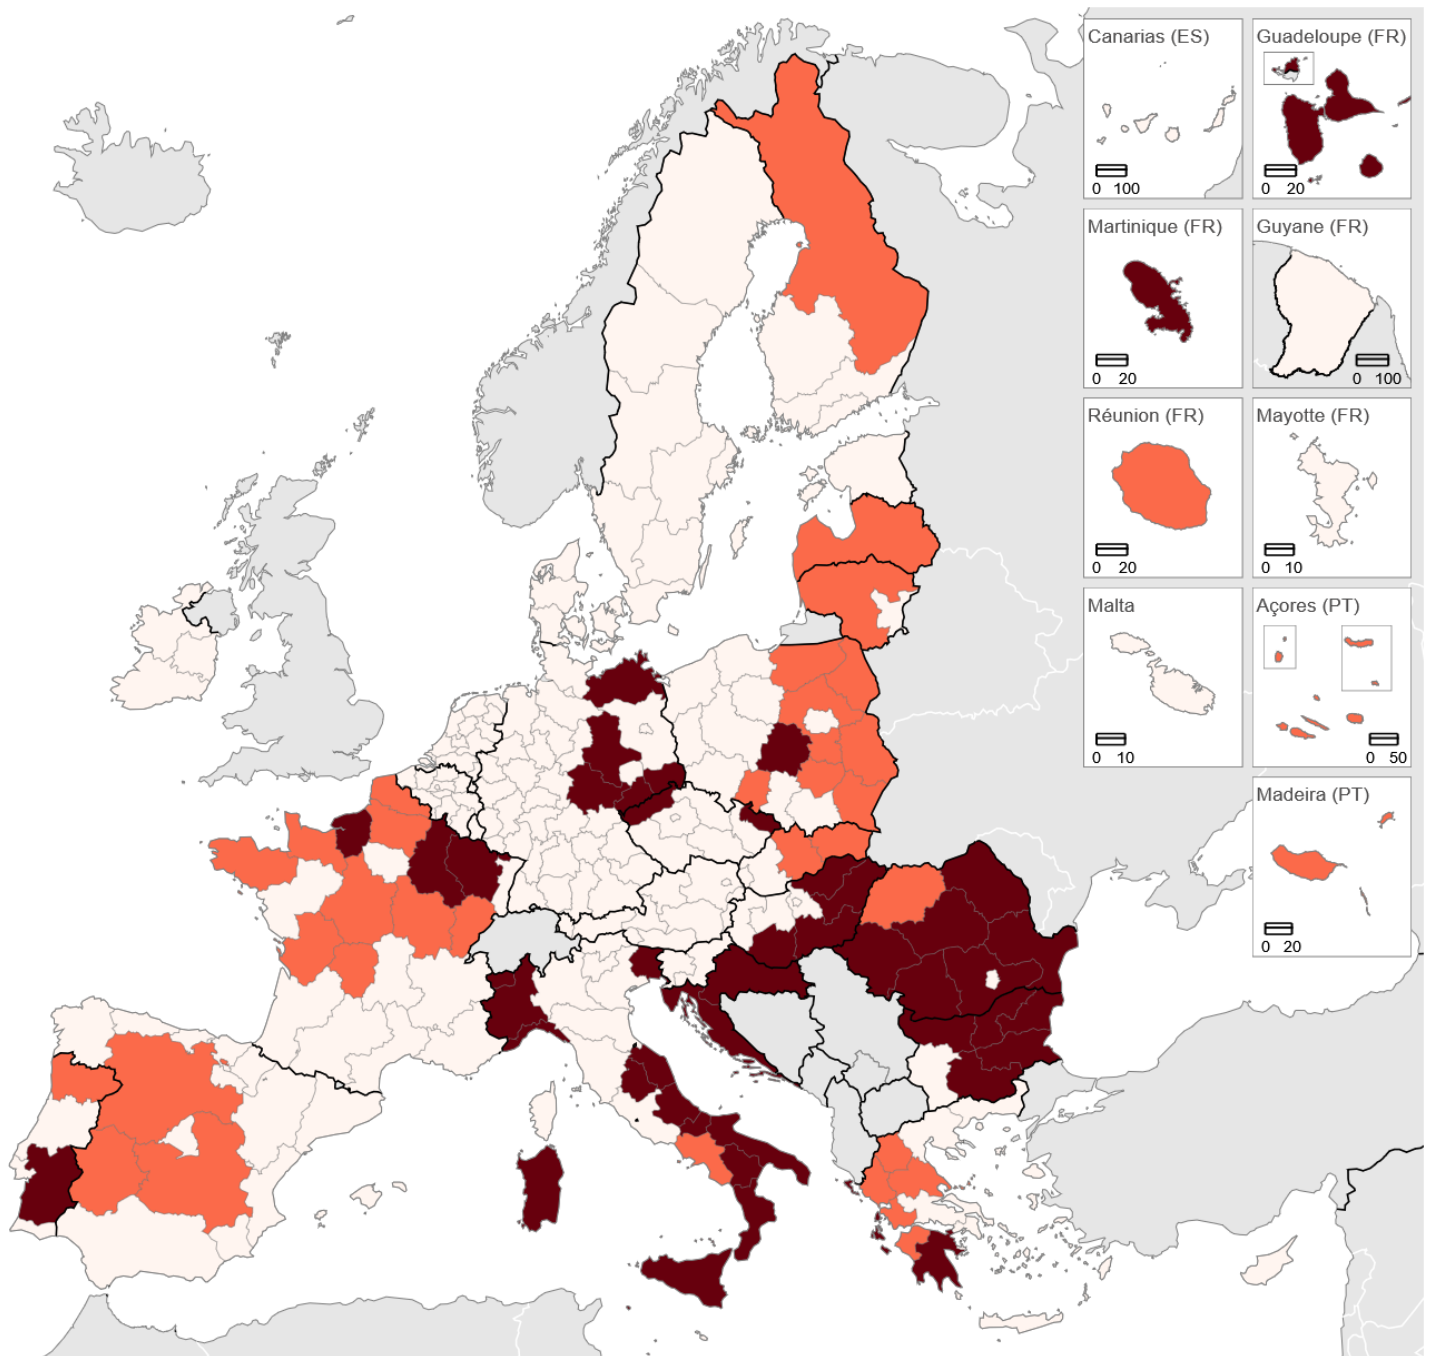 Canarias (ES)
0 100
Guadeloupe (FR)
0 20
Martinique (FR)
0 20
Guyane (FR)
0 100
Réunion (FR)
0 20
Mayotte (FR)
0 10
Malta
0 10
Açores (PT)
0 50
Madeira (PT)
0 20